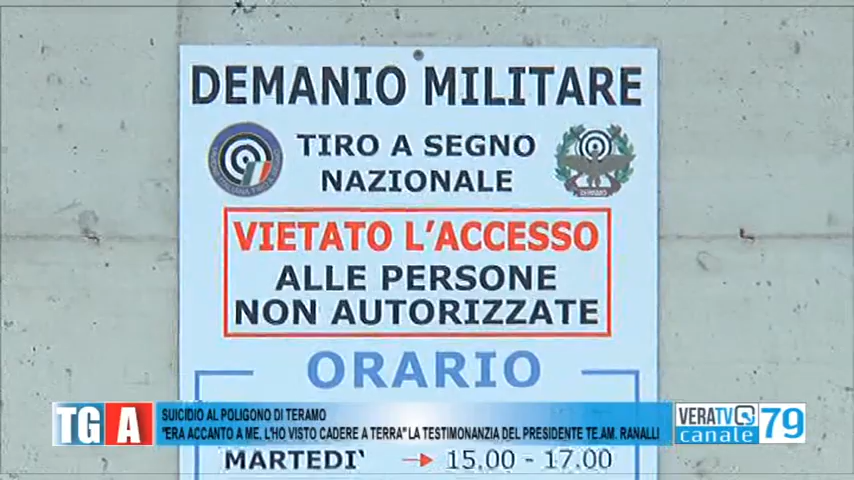 DEMANIO MILITARE
TIRO A SEGNO
NAZIONALE
VIETATO L'ACCESSO
ALLE PERSONE
NON AUTORIZZATE
ORARIO
TGA
SUICIDIO AL POLIGONO DI TERAMO
"ERA ACCANTO A ME, L'HO VISTO CADERE A TERRA" LA TESTIMONANZIA DEL PRESIDENTE TE.AM. RANALLI
VERATV
canale 79
MARTEDI' → 15.00 - 17.00